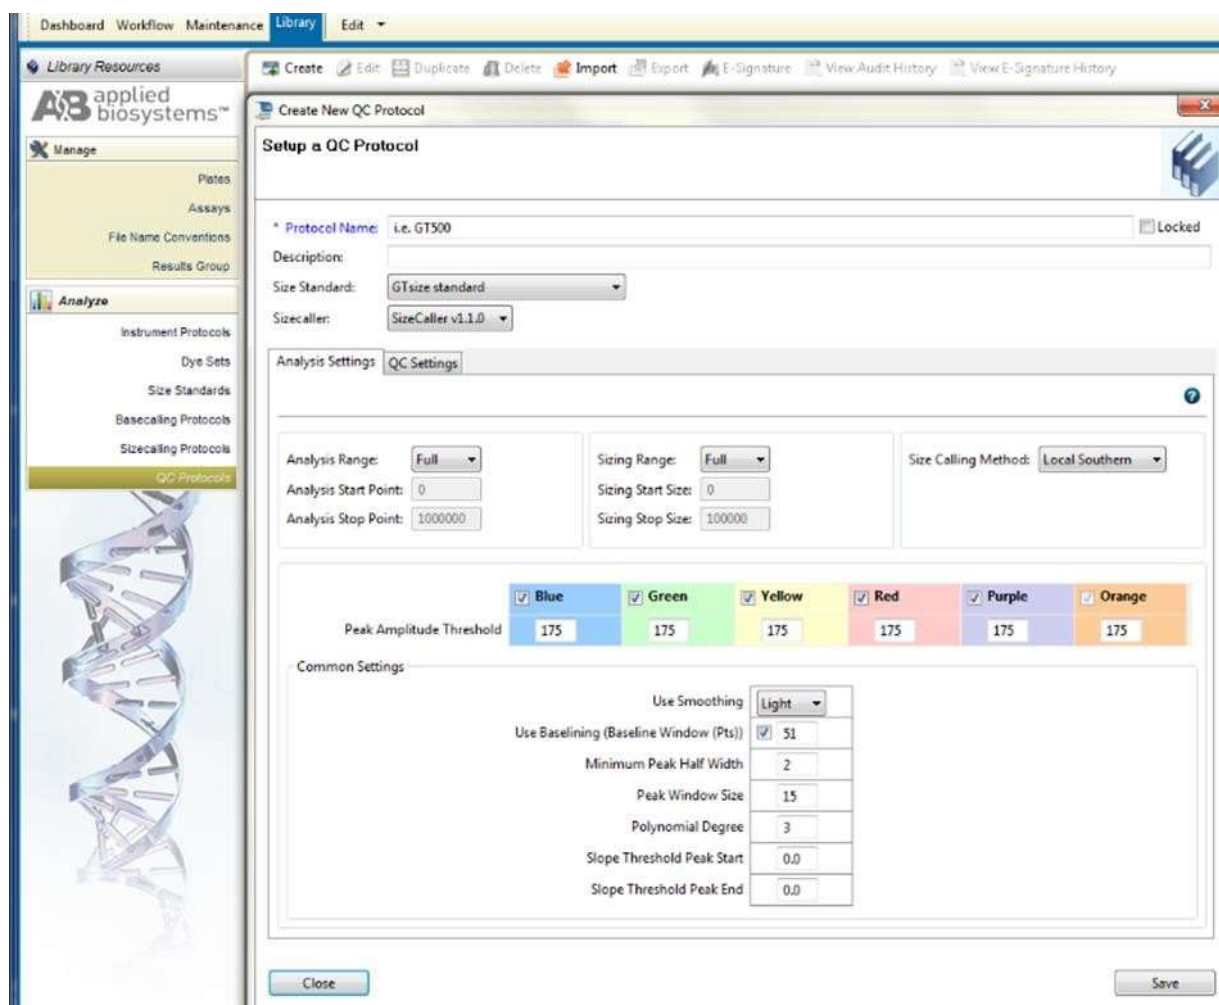 Dashboard Workflow Maintenance Library Edit
Library Resources
Create Edit Duplicate Delete Import Export E-Signature View Audit History View E-Signature History
AB applied biosystems™
Create New QC Protocol
Setup a QC Protocol
Manage
Plates
Assays
File Name Conventions
Results Group
Analyze
Instrument Protocols
Dye Sets
Size Standards
Basecalling Protocols
Sizecalling Protocols
QC Protocols
* Protocol Name: i.e. GT500 Locked
Description:
Size Standard: GTsize standard
Sizecaller: SizeCaller v1.1.0
Analysis Settings QC Settings
Analysis Range: Full Sizing Range: Full Size Calling Method: Local Southern
Analysis Start Point: 0 Sizing Start Size: 0
Analysis Stop Point: 1000000 Sizing Stop Size: 100000
Blue Green Yellow Red Purple Orange
Peak Amplitude Threshold 175 175 175 175 175 175
Common Settings
Use Smoothing Light
Use Baselining (Baseline Window (Pts)) 51
Minimum Peak Half Width 2
Peak Window Size 15
Polynomial Degree 3
Slope Threshold Peak Start 0.0
Slope Threshold Peak End 0.0
Close Save